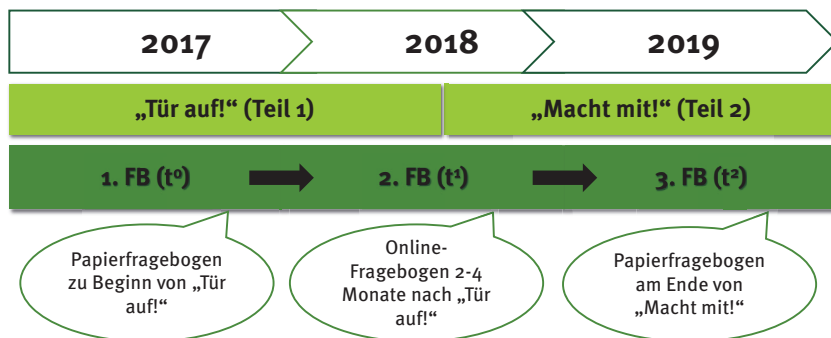 2017 2018 2019
„Tür auf!“ (Teil 1) „Macht mit!“ (Teil 2)
1. FB (t⁰) 2. FB (t¹) 3. FB (t²)
Papierfragebogen
zu Beginn von „Tür
auf!“
Online-
Fragebogen 2-4
Monate nach „Tür
auf!“
Papierfragebogen
am Ende von
„Macht mit!“